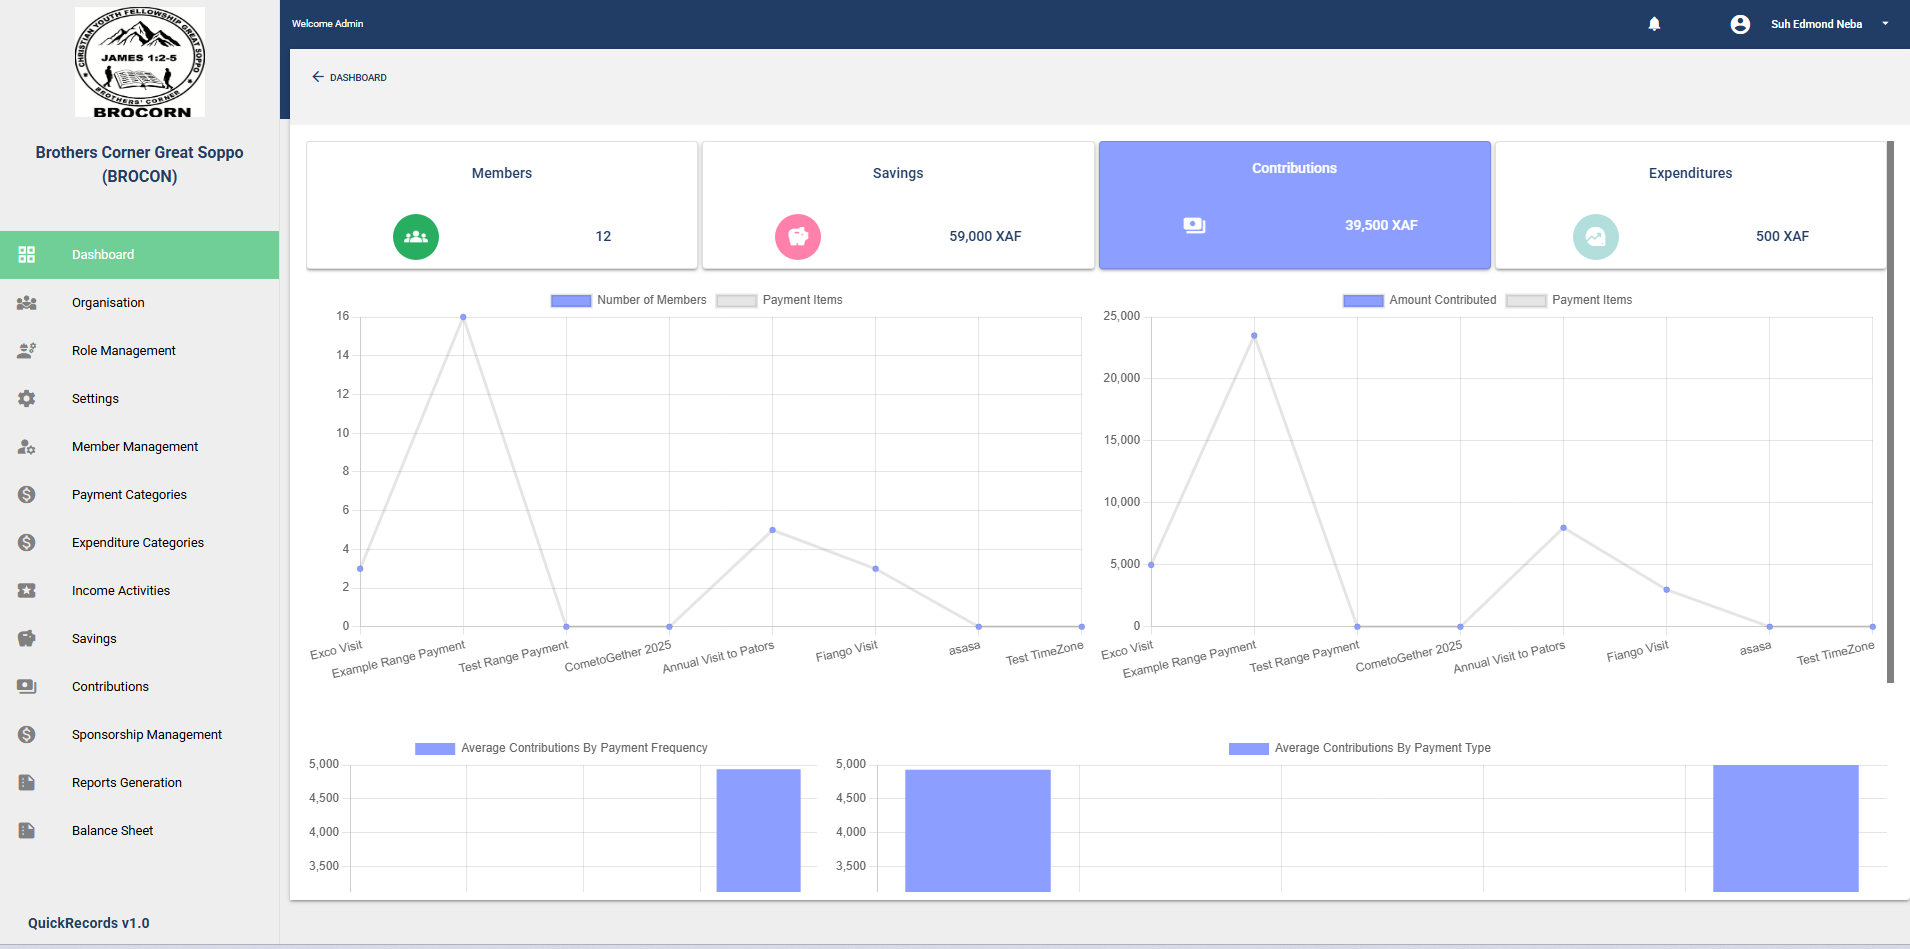 CHRISTIAN YOUTH FELLOWSHIP GREAT SOPPO
JAMES 1:2-5
BROTHERS' CORNER
BROCORN
Brothers Corner Great Soppo
(BROCON)
Dashboard
Organisation
Role Management
Settings
Member Management
Payment Categories
Expenditure Categories
Income Activities
Savings
Contributions
Sponsorship Management
Reports Generation
Balance Sheet
QuickRecords v1.0
Welcome Admin
Suh Edmond Neba
DASHBOARD
Members
12
Savings
59,000 XAF
Contributions
39,500 XAF
Expenditures
500 XAF
Number of Members Payment Items
16
14
12
10
8
6
4
2
0
Exco Visit
Example Range Payment
Test Range Payment
CometoGether 2025
Annual Visit to Pators
Fiango Visit
asasa
Test TimeZone
Amount Contributed Payment Items
25,000
20,000
15,000
10,000
5,000
0
Exco Visit
Example Range Payment
Test Range Payment
CometoGether 2025
Annual Visit to Pators
Fiango Visit
asasa
Test TimeZone
Average Contributions By Payment Frequency
5,000
4,500
4,000
3,500
Average Contributions By Payment Type
5,000
4,500
4,000
3,500